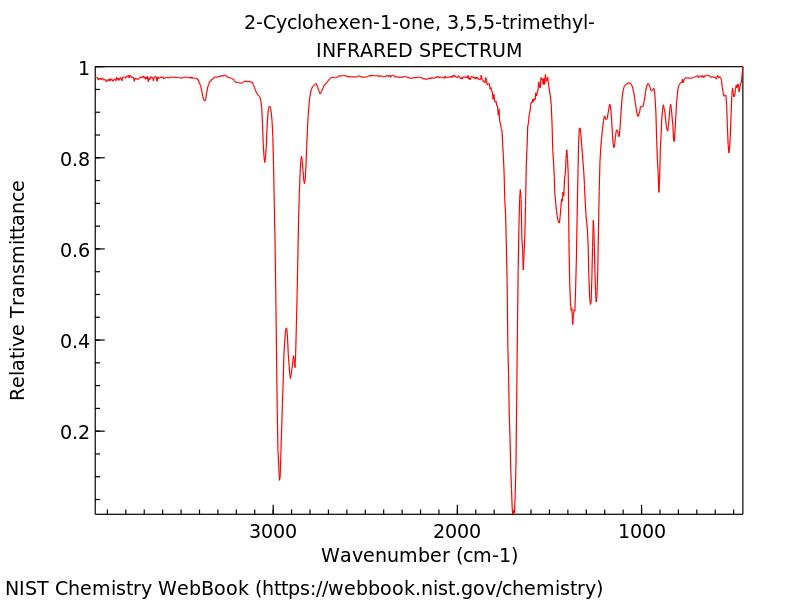 2-Cyclohexen-1-one, 3,5,5-trimethyl-
INFRARED SPECTRUM
1
0.8
0.6
0.4
0.2
Relative Transmittance
3000 2000 1000
Wavenumber (cm-1)
NIST Chemistry WebBook (https://webbook.nist.gov/chemistry)